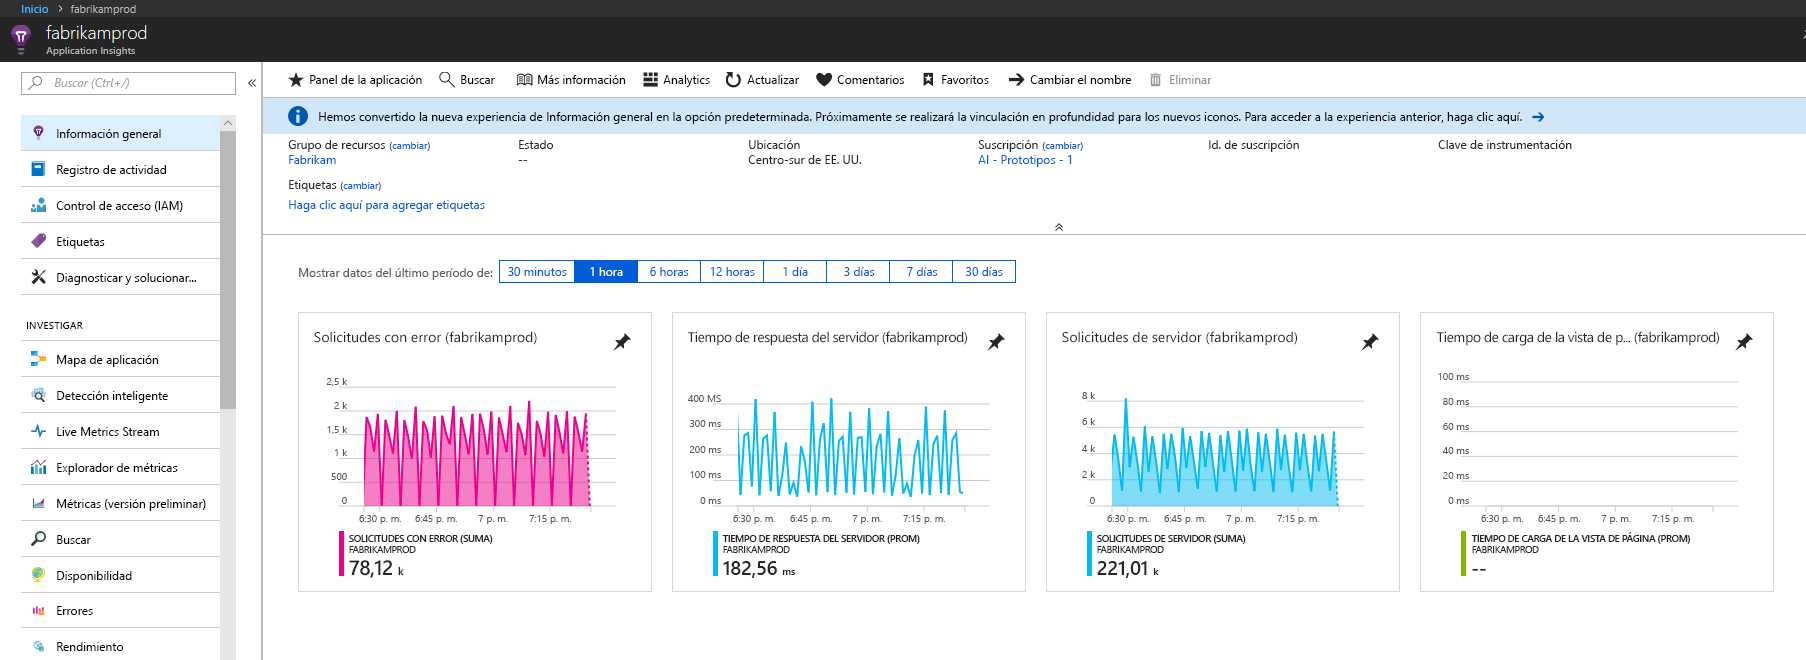 Inicio > fabrikamprod
fabrikamprod
Application Insights
Buscar (Ctrl+/)
Información general
Registro de actividad
Control de acceso (IAM)
Etiquetas
Diagnosticar y solucionar...
INVESTIGAR
Mapa de aplicación
Detección inteligente
Live Metrics Stream
Explorador de métricas
Métricas (versión preliminar)
Buscar
Disponibilidad
Errores
Rendimiento
Panel de la aplicación Buscar Más información Analytics Actualizar Comentarios Favoritos Cambiar el nombre Eliminar
Hemos convertido la nueva experiencia de Información general en la opción predeterminada. Próximamente se realizará la vinculación en profundidad para los nuevos iconos. Para acceder a la experiencia anterior, haga clic aquí.
Grupo de recursos (cambiar)
Fabrikam
Estado
--
Ubicación
Centro-sur de EE. UU.
Suscripción (cambiar)
AI - Prototipos - 1
Id. de suscripción
Clave de instrumentación
Etiquetas (cambiar)
Haga clic aquí para agregar etiquetas
Mostrar datos del último período de: 30 minutos 1 hora 6 horas 12 horas 1 día 3 días 7 días 30 días
Solicitudes con error (fabrikamprod)
2,5 k
2 k
1,5 k
1 k
500
0
6:30 p. m. 6:45 p. m. 7 p. m. 7:15 p. m.
SOLICITUDES CON ERROR (SUMA)
FABRIKAMPROD
78,12 k
Tiempo de respuesta del servidor (fabrikamprod)
400 MS
300 ms
200 ms
100 ms
0 ms
6:30 p. m. 6:45 p. m. 7 p. m. 7:15 p. m.
TIEMPO DE RESPUESTA DEL SERVIDOR (PROM)
FABRIKAMPROD
182,56 ms
Solicitudes de servidor (fabrikamprod)
8 k
6 k
4 k
2 k
0
6:30 p. m. 6:45 p. m. 7 p. m. 7:15 p. m.
SOLICITUDES DE SERVIDOR (SUMA)
FABRIKAMPROD
221,01 k
Tiempo de carga de la vista de p... (fabrikamprod)
100 ms
80 ms
60 ms
40 ms
20 ms
0 ms
6:30 p. m. 6:45 p. m. 7 p. m. 7:15 p. m.
TIEMPO DE CARGA DE LA VISTA DE PÁGINA (PROM)
FABRIKAMPROD
--